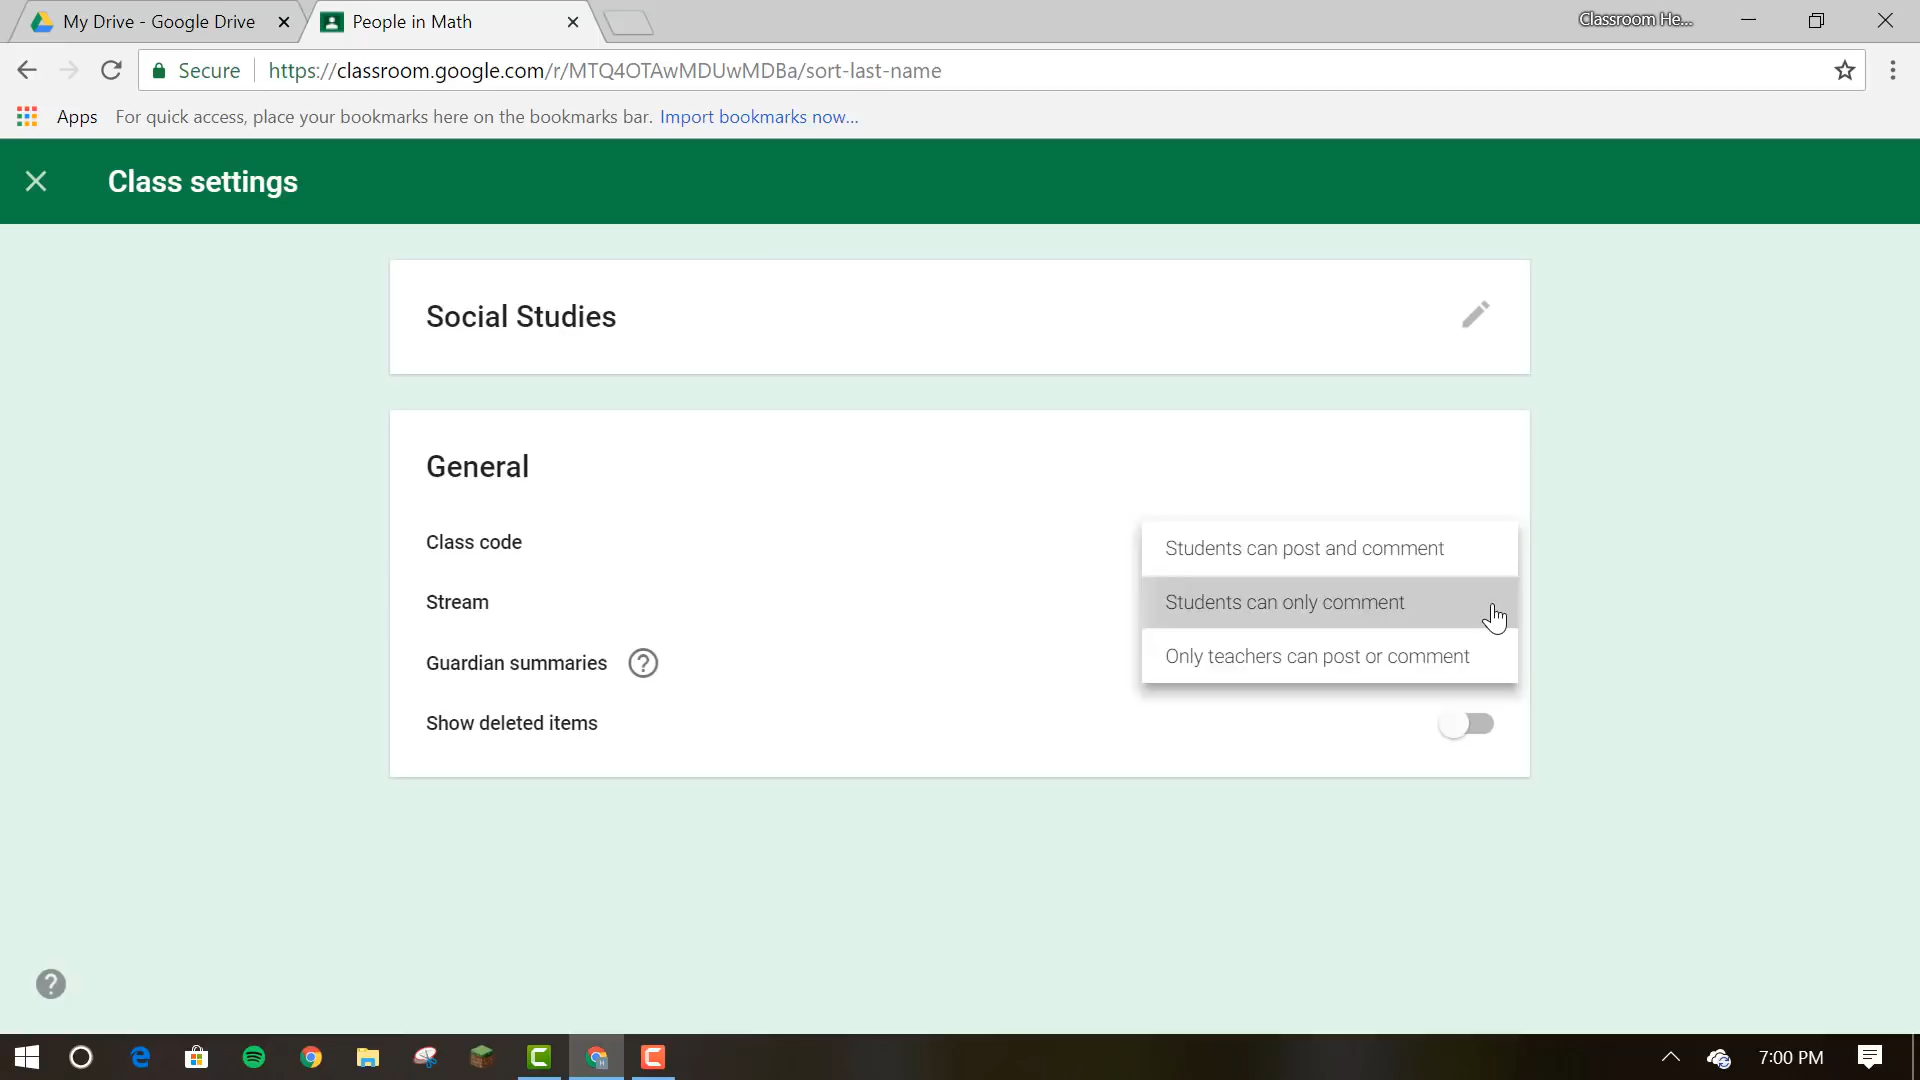 My Drive - Google Drive
People in Math
Classroom He...
Secure
https://classroom.google.com/r/MTQ4OTAwMDUwMDBa/sort-last-name
Apps
For quick access, place your bookmarks here on the bookmarks bar. Import bookmarks now...
Class settings
Social Studies
General
Class code
Students can post and comment
Stream
Students can only comment
Guardian summaries
Only teachers can post or comment
Show deleted items
7:00 PM